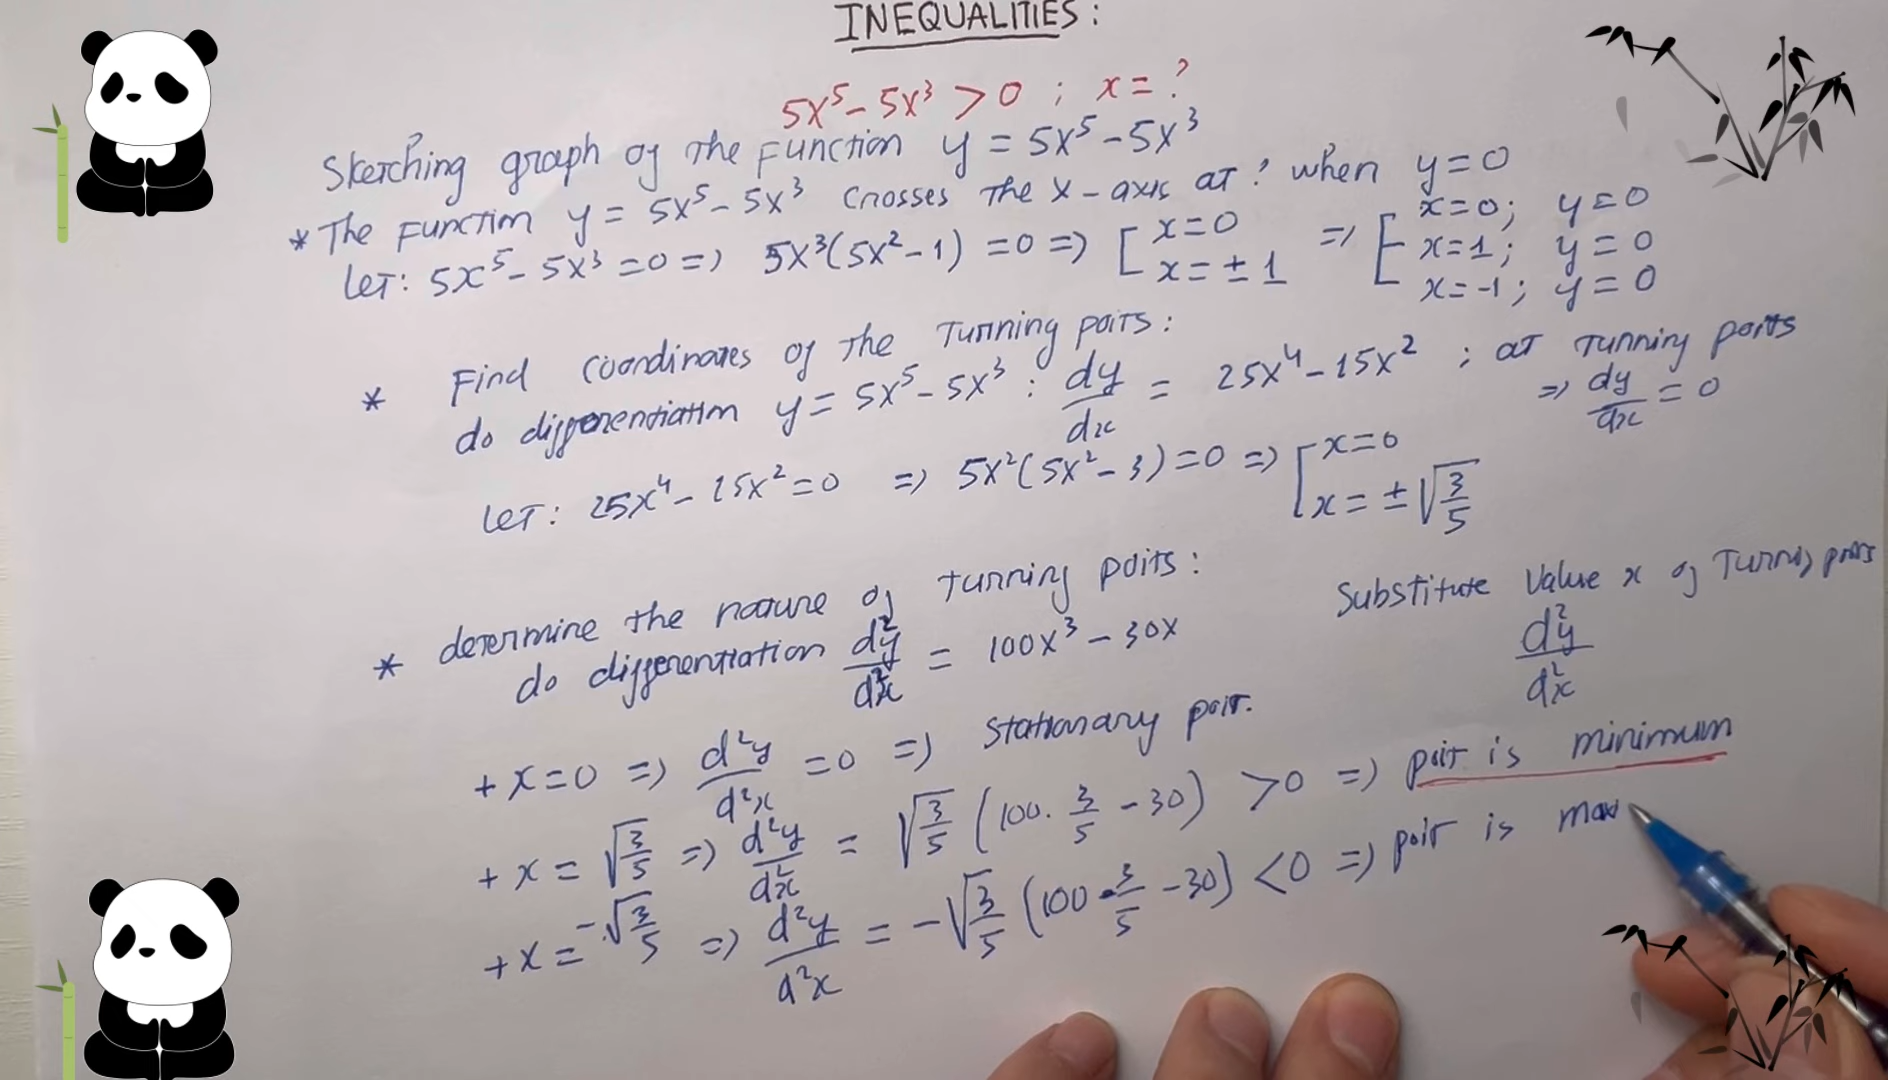 INEQUALITIES:
5x⁵ - 5x³ > 0 ; x = ?
Sketching graph of the function y = 5x⁵ - 5x³
* The function y = 5x⁵ - 5x³ crosses the x-axis at ? when y = 0
Let: 5x⁵ - 5x³ = 0 => 5x³(5x² - 1) = 0 => [ x = 0 x = ± 1 => [ x = 0; y = 0 x = 1; y = 0 x = -1; y = 0
* Find coordinates of the turning points:
do differentiation y = 5x⁵ - 5x³ : dy/dx = 25x⁴ - 15x² ; at turning points => dy/dx = 0
Let: 25x⁴ - 15x² = 0 => 5x²(5x² - 3) = 0 => [ x = 0 x = ± √(3/5)
* determine the nature of turning points:
do differentiation d²y/d²x = 100x³ - 30x
Substitute value x of turning points
d²y/d²x
+ x = 0 => d²y/d²x = 0 => stationary point.
+ x = √(3/5) => d²y/d²x = √(3/5) (100 . 3/5 - 30) > 0 => point is minimum
+ x = -√(3/5) => d²y/d²x = -√(3/5) (100 . 3/5 - 30) < 0 => point is max